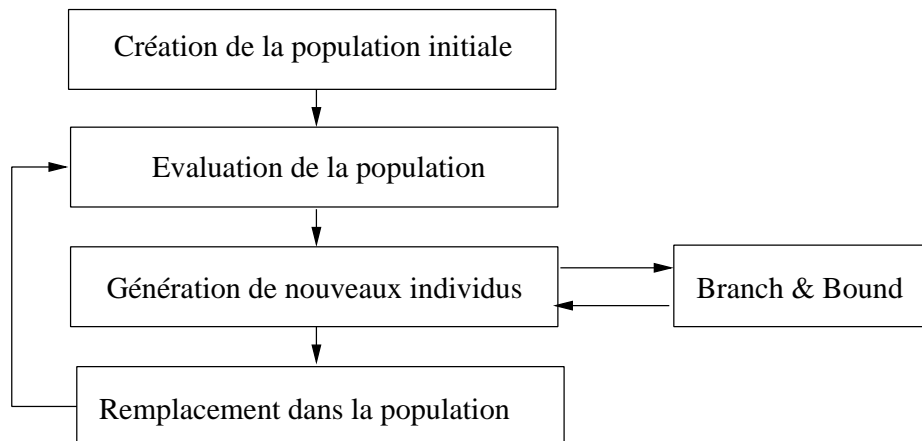 Création de la population initiale
Evaluation de la population
Génération de nouveaux individus
Branch & Bound
Remplacement dans la population